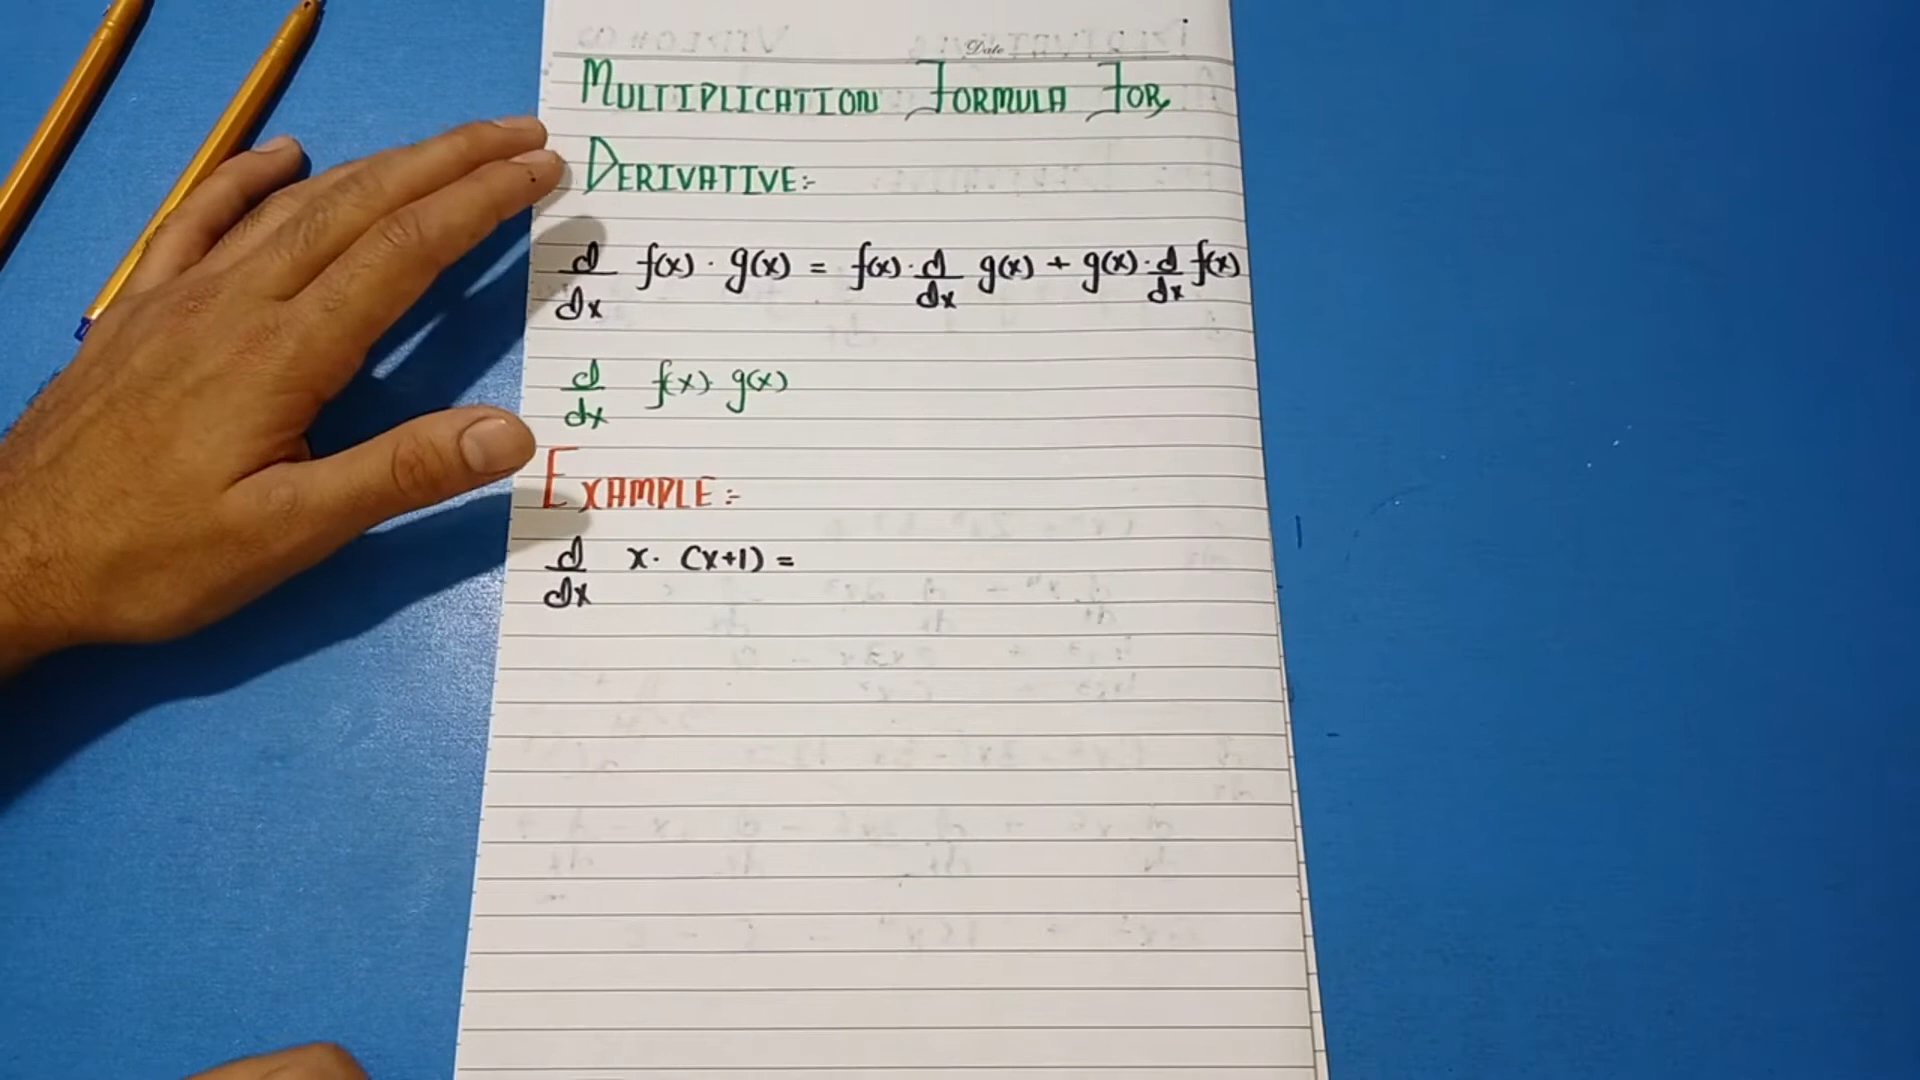 Date
MULTIPLICATION FORMULA FOR
DERIVATIVE:-
d/dx f(x) · g(x) = f(x) · d/dx g(x) + g(x) · d/dx f(x)
d/dx f(x) · g(x)
EXAMPLE:-
d/dx x · (x+1) =